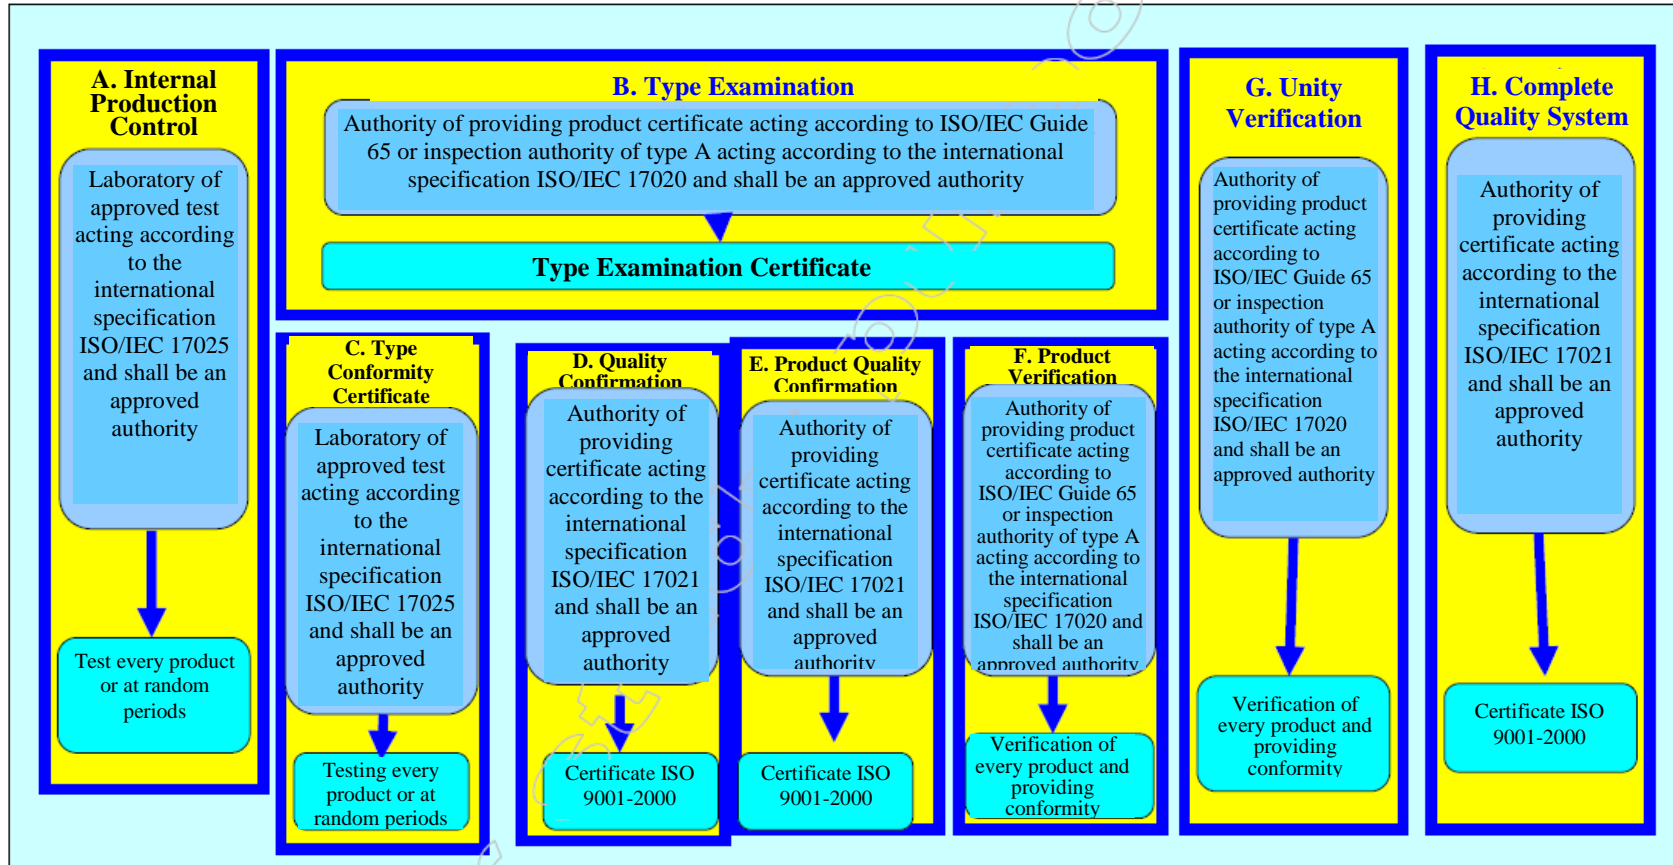 A. Internal
Production
Control
Laboratory of
approved test
acting according
to the
international
specification
ISO/IEC 17025
and shall be an
approved
authority
Test every product
or at random
periods
B. Type Examination
Authority of providing product certificate acting according to ISO/IEC Guide
65 or inspection authority of type A acting according to the international
specification ISO/IEC 17020 and shall be an approved authority
Type Examination Certificate
C. Type
Conformity
Certificate
Laboratory of
approved test
acting according
to the
international
specification
ISO/IEC 17025
and shall be an
approved
authority
Testing every
product or at
random periods
D. Quality
Confirmation
Authority of
providing
certificate acting
according to the
international
specification
ISO/IEC 17021
and shall be an
approved
authority
Certificate ISO
9001-2000
E. Product Quality
Confirmation
Authority of
providing
certificate acting
according to the
international
specification
ISO/IEC 17021
and shall be an
approved
authority
Certificate ISO
9001-2000
F. Product
Verification
Authority of
providing product
certificate acting
according to
ISO/IEC Guide 65
or inspection
authority of type A
acting according to
the international
specification
ISO/IEC 17020 and
shall be an
approved authority
Verification of
every product and
providing
conformity
G. Unity
Verification
Authority of
providing product
certificate acting
according to
ISO/IEC Guide 65
or inspection
authority of type A
acting according to
the international
specification
ISO/IEC 17020
and shall be an
approved authority
Verification of
every product and
providing
conformity
H. Complete
Quality System
Authority of
providing
certificate acting
according to the
international
specification
ISO/IEC 17021
and shall be an
approved
authority
Certificate ISO
9001-2000